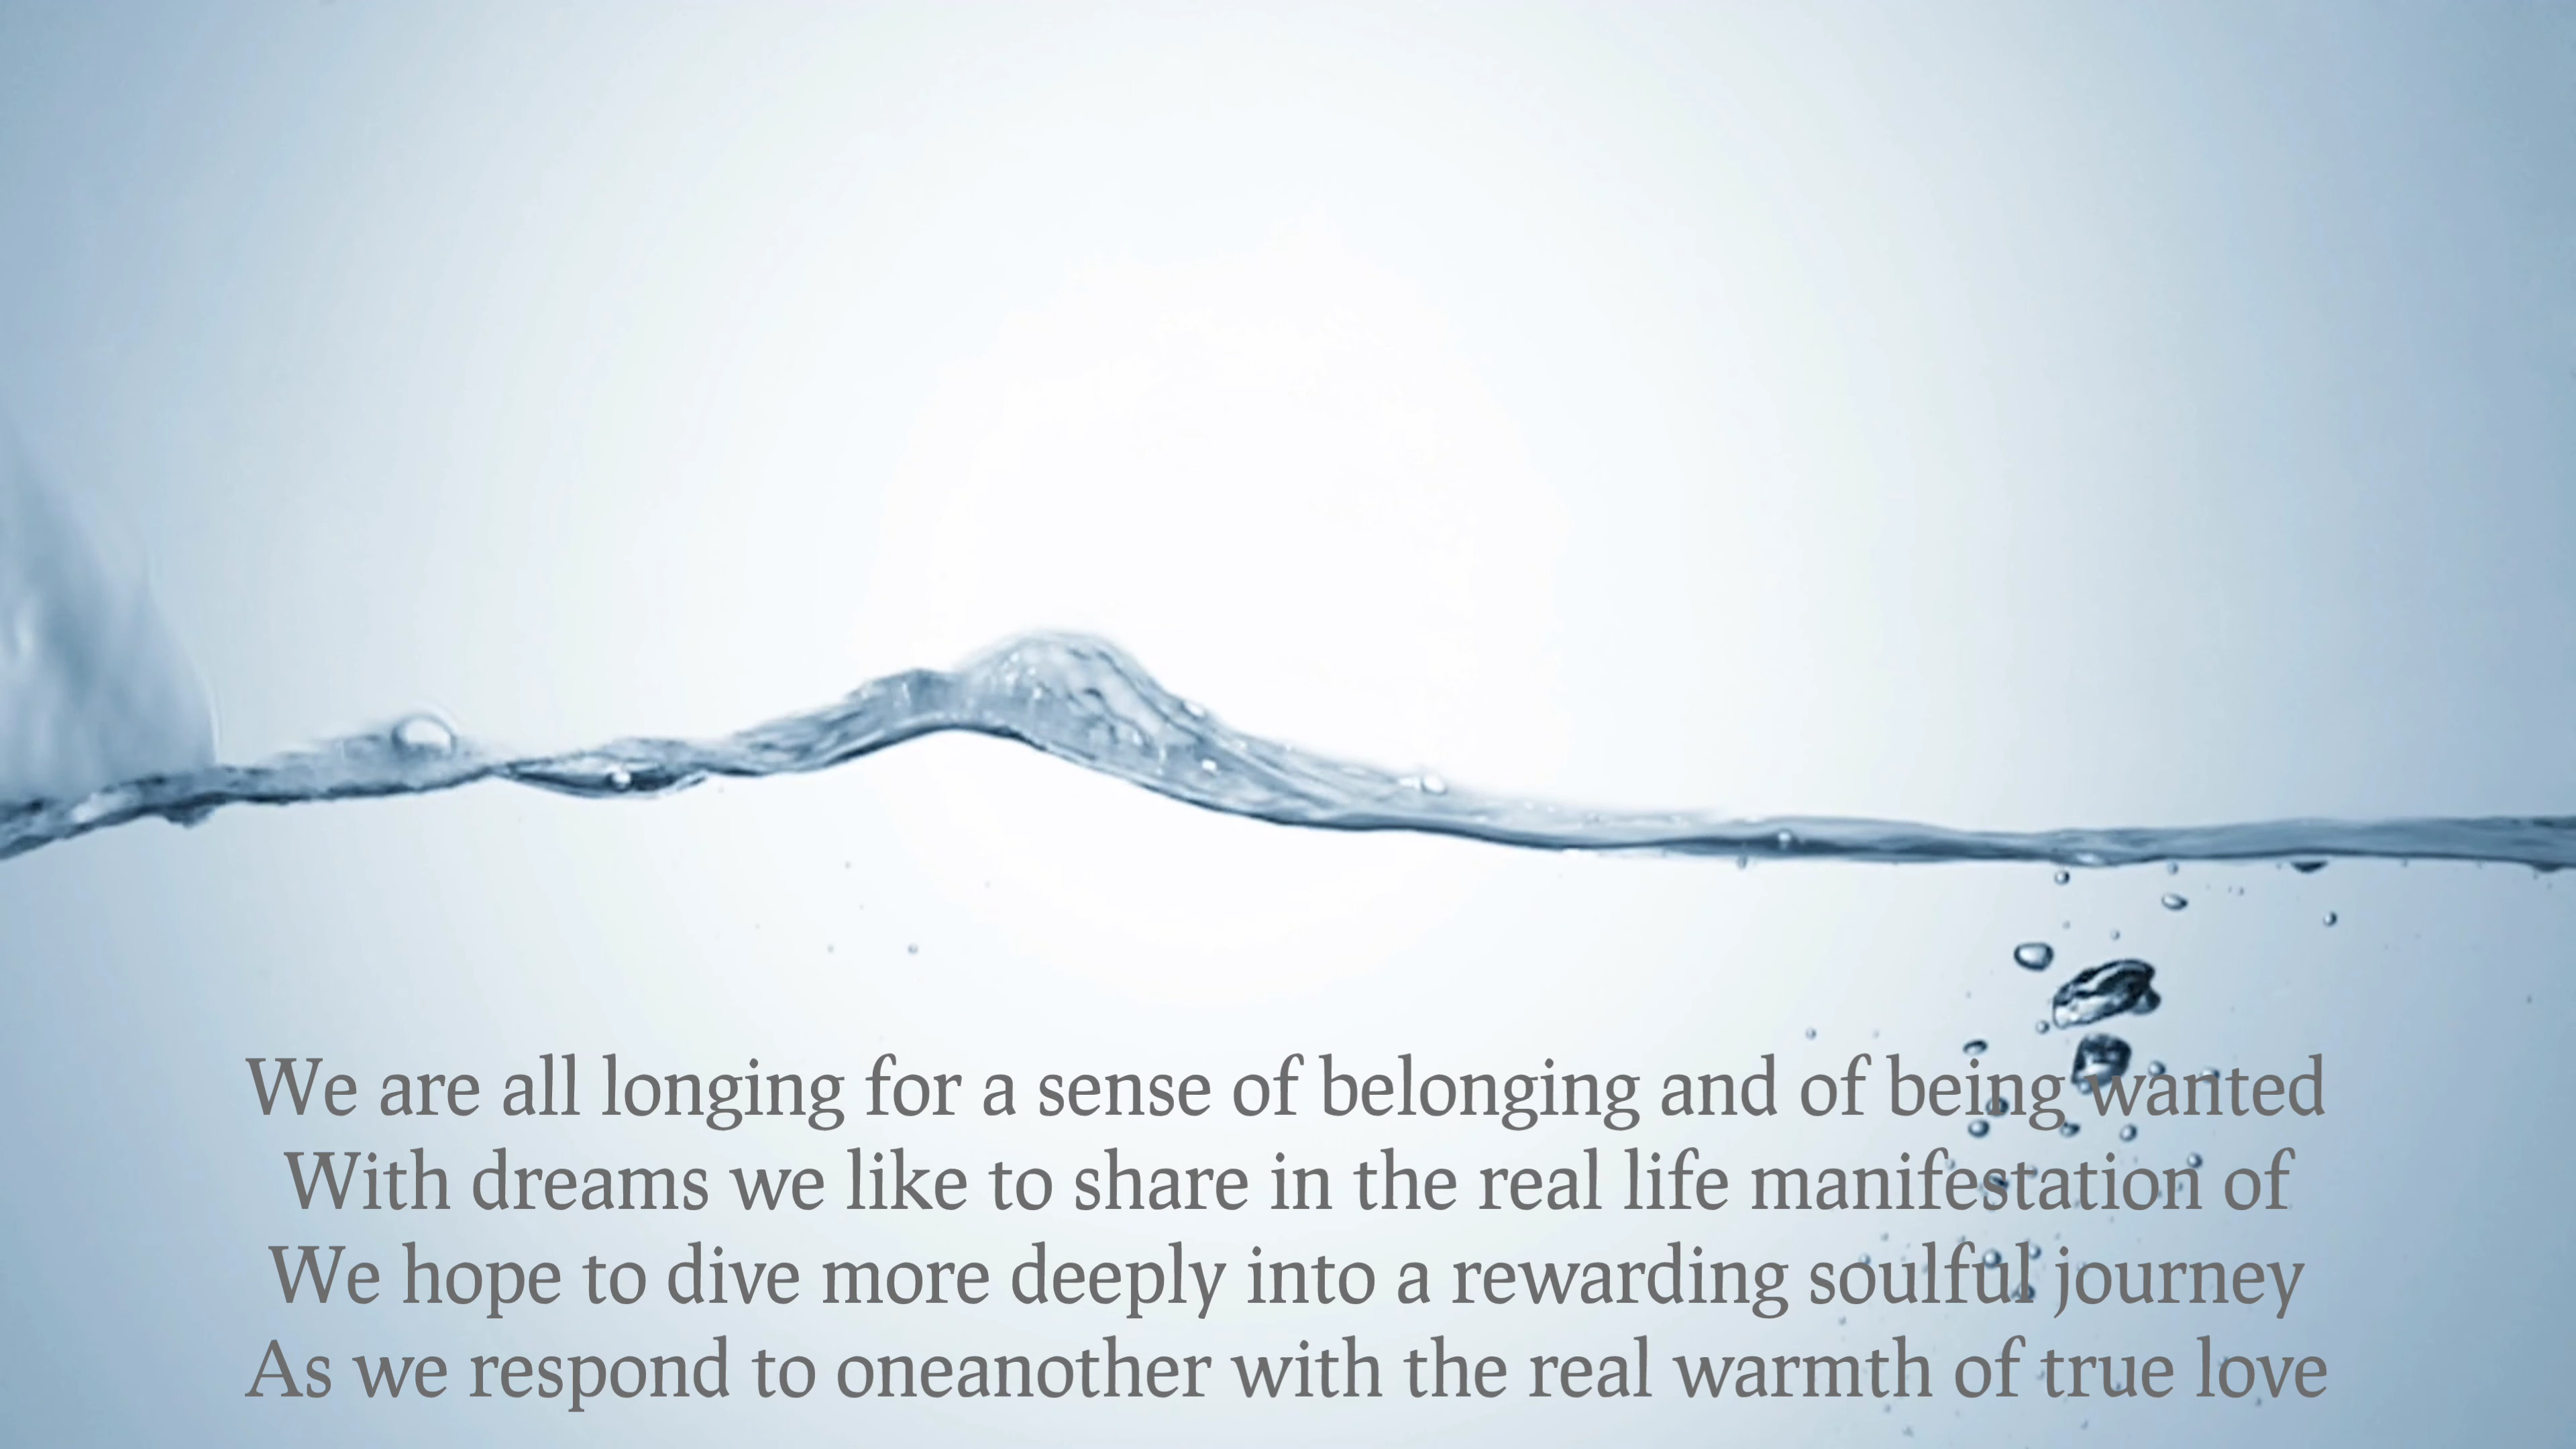 We are all longing for a sense of belonging and of being wanted
With dreams we like to share in the real life manifestation of
We hope to dive more deeply into a rewarding soulful journey
As we respond to oneanother with the real warmth of true love